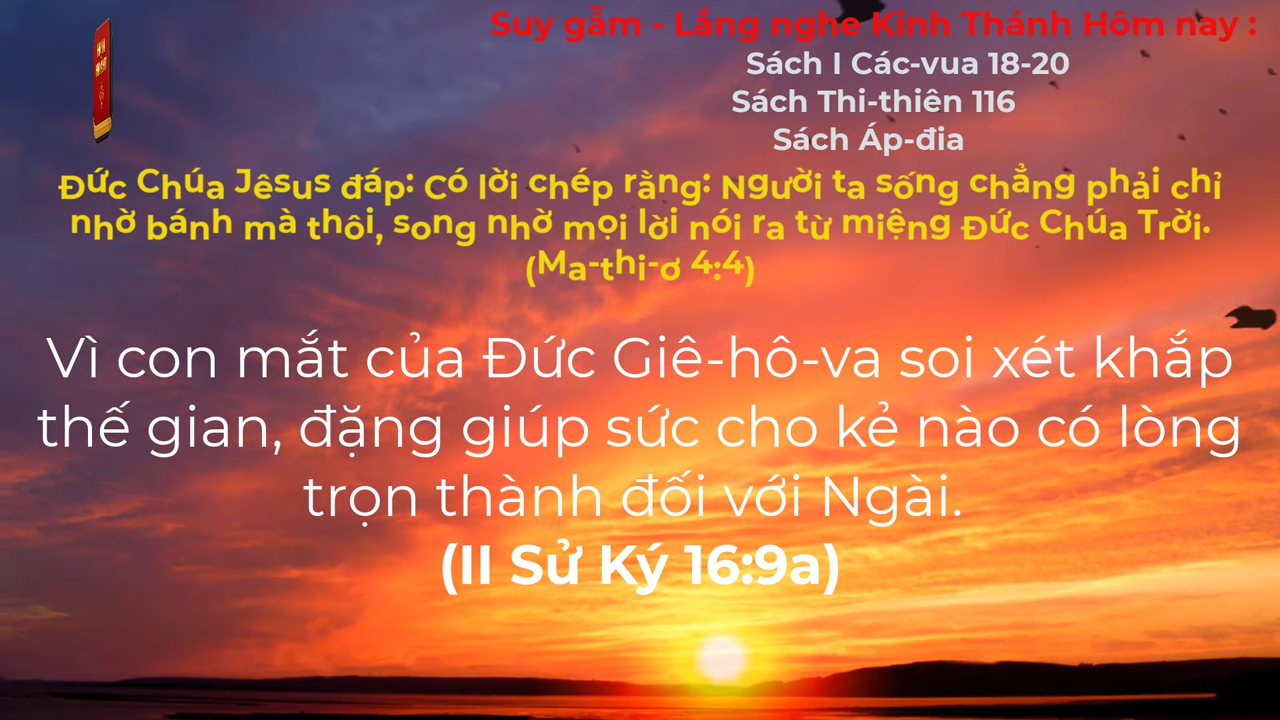 Suy gẫm - Lắng nghe Kinh Thánh Hôm nay :
Sách I Các-vua 18-20
Sách Thi-thiên 116
Sách Áp-đia
Đức Chúa Jêsus đáp: Có lời chép rằng: Người ta sống chẳng phải chỉ
nhờ bánh mà thôi, song nhờ mọi lời nói ra từ miệng Đức Chúa Trời.
(Ma-thi-ơ 4:4)
Vì con mắt của Đức Giê-hô-va soi xét khắp
thế gian, đặng giúp sức cho kẻ nào có lòng
trọn thành đối với Ngài.
(II Sử Ký 16:9a)